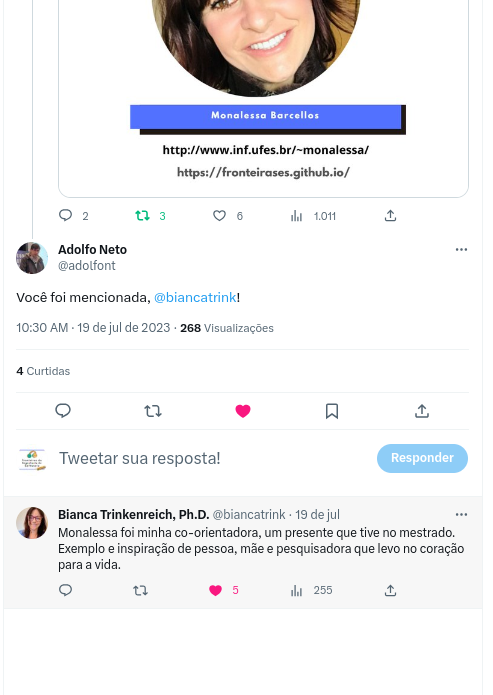 Monalessa Barcellos
http://www.inf.ufes.br/~monalessa/
https://fronteirases.github.io/
2 3 6 1.011
Adolfo Neto
@adolfont
Você foi mencionada, @biancatrink!
10:30 AM · 19 de jul de 2023 · 268 Visualizações
4 Curtidas
Tweetar sua resposta!
Responder
Bianca Trinkenreich, Ph.D. @biancatrink · 19 de jul
Monalessa foi minha co-orientadora, um presente que tive no mestrado.
Exemplo e inspiração de pessoa, mãe e pesquisadora que levo no coração
para a vida.
5 255